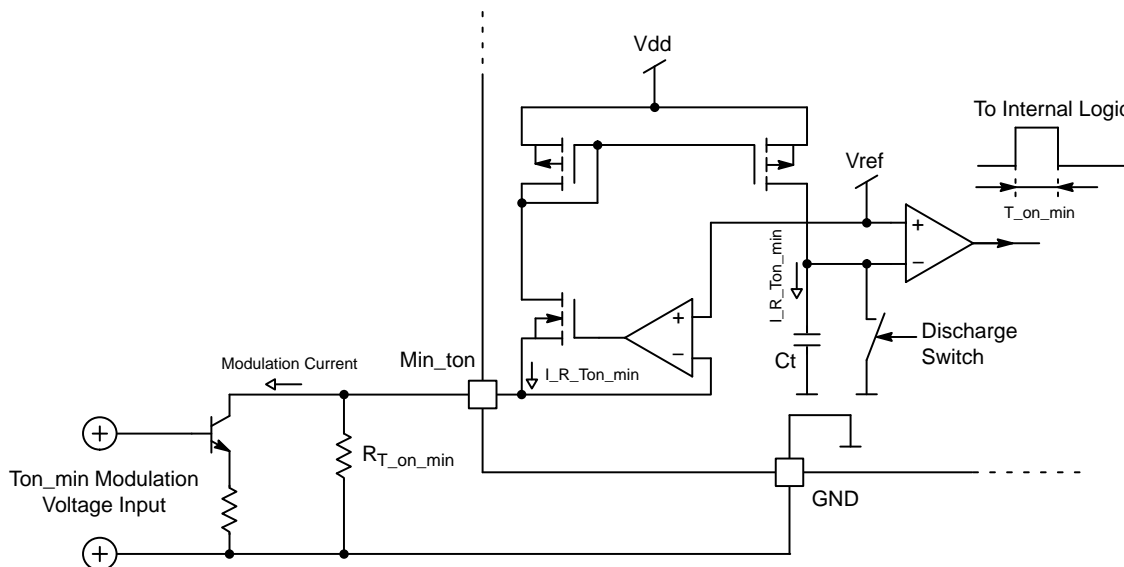 Vdd
To Internal Logic
Vref
T_on_min
+
−
I_R_Ton_min
+
−
Discharge
Switch
Ct
Modulation Current
Min_ton
I_R_Ton_min
R_T_on_min
Ton_min Modulation
Voltage Input
GND